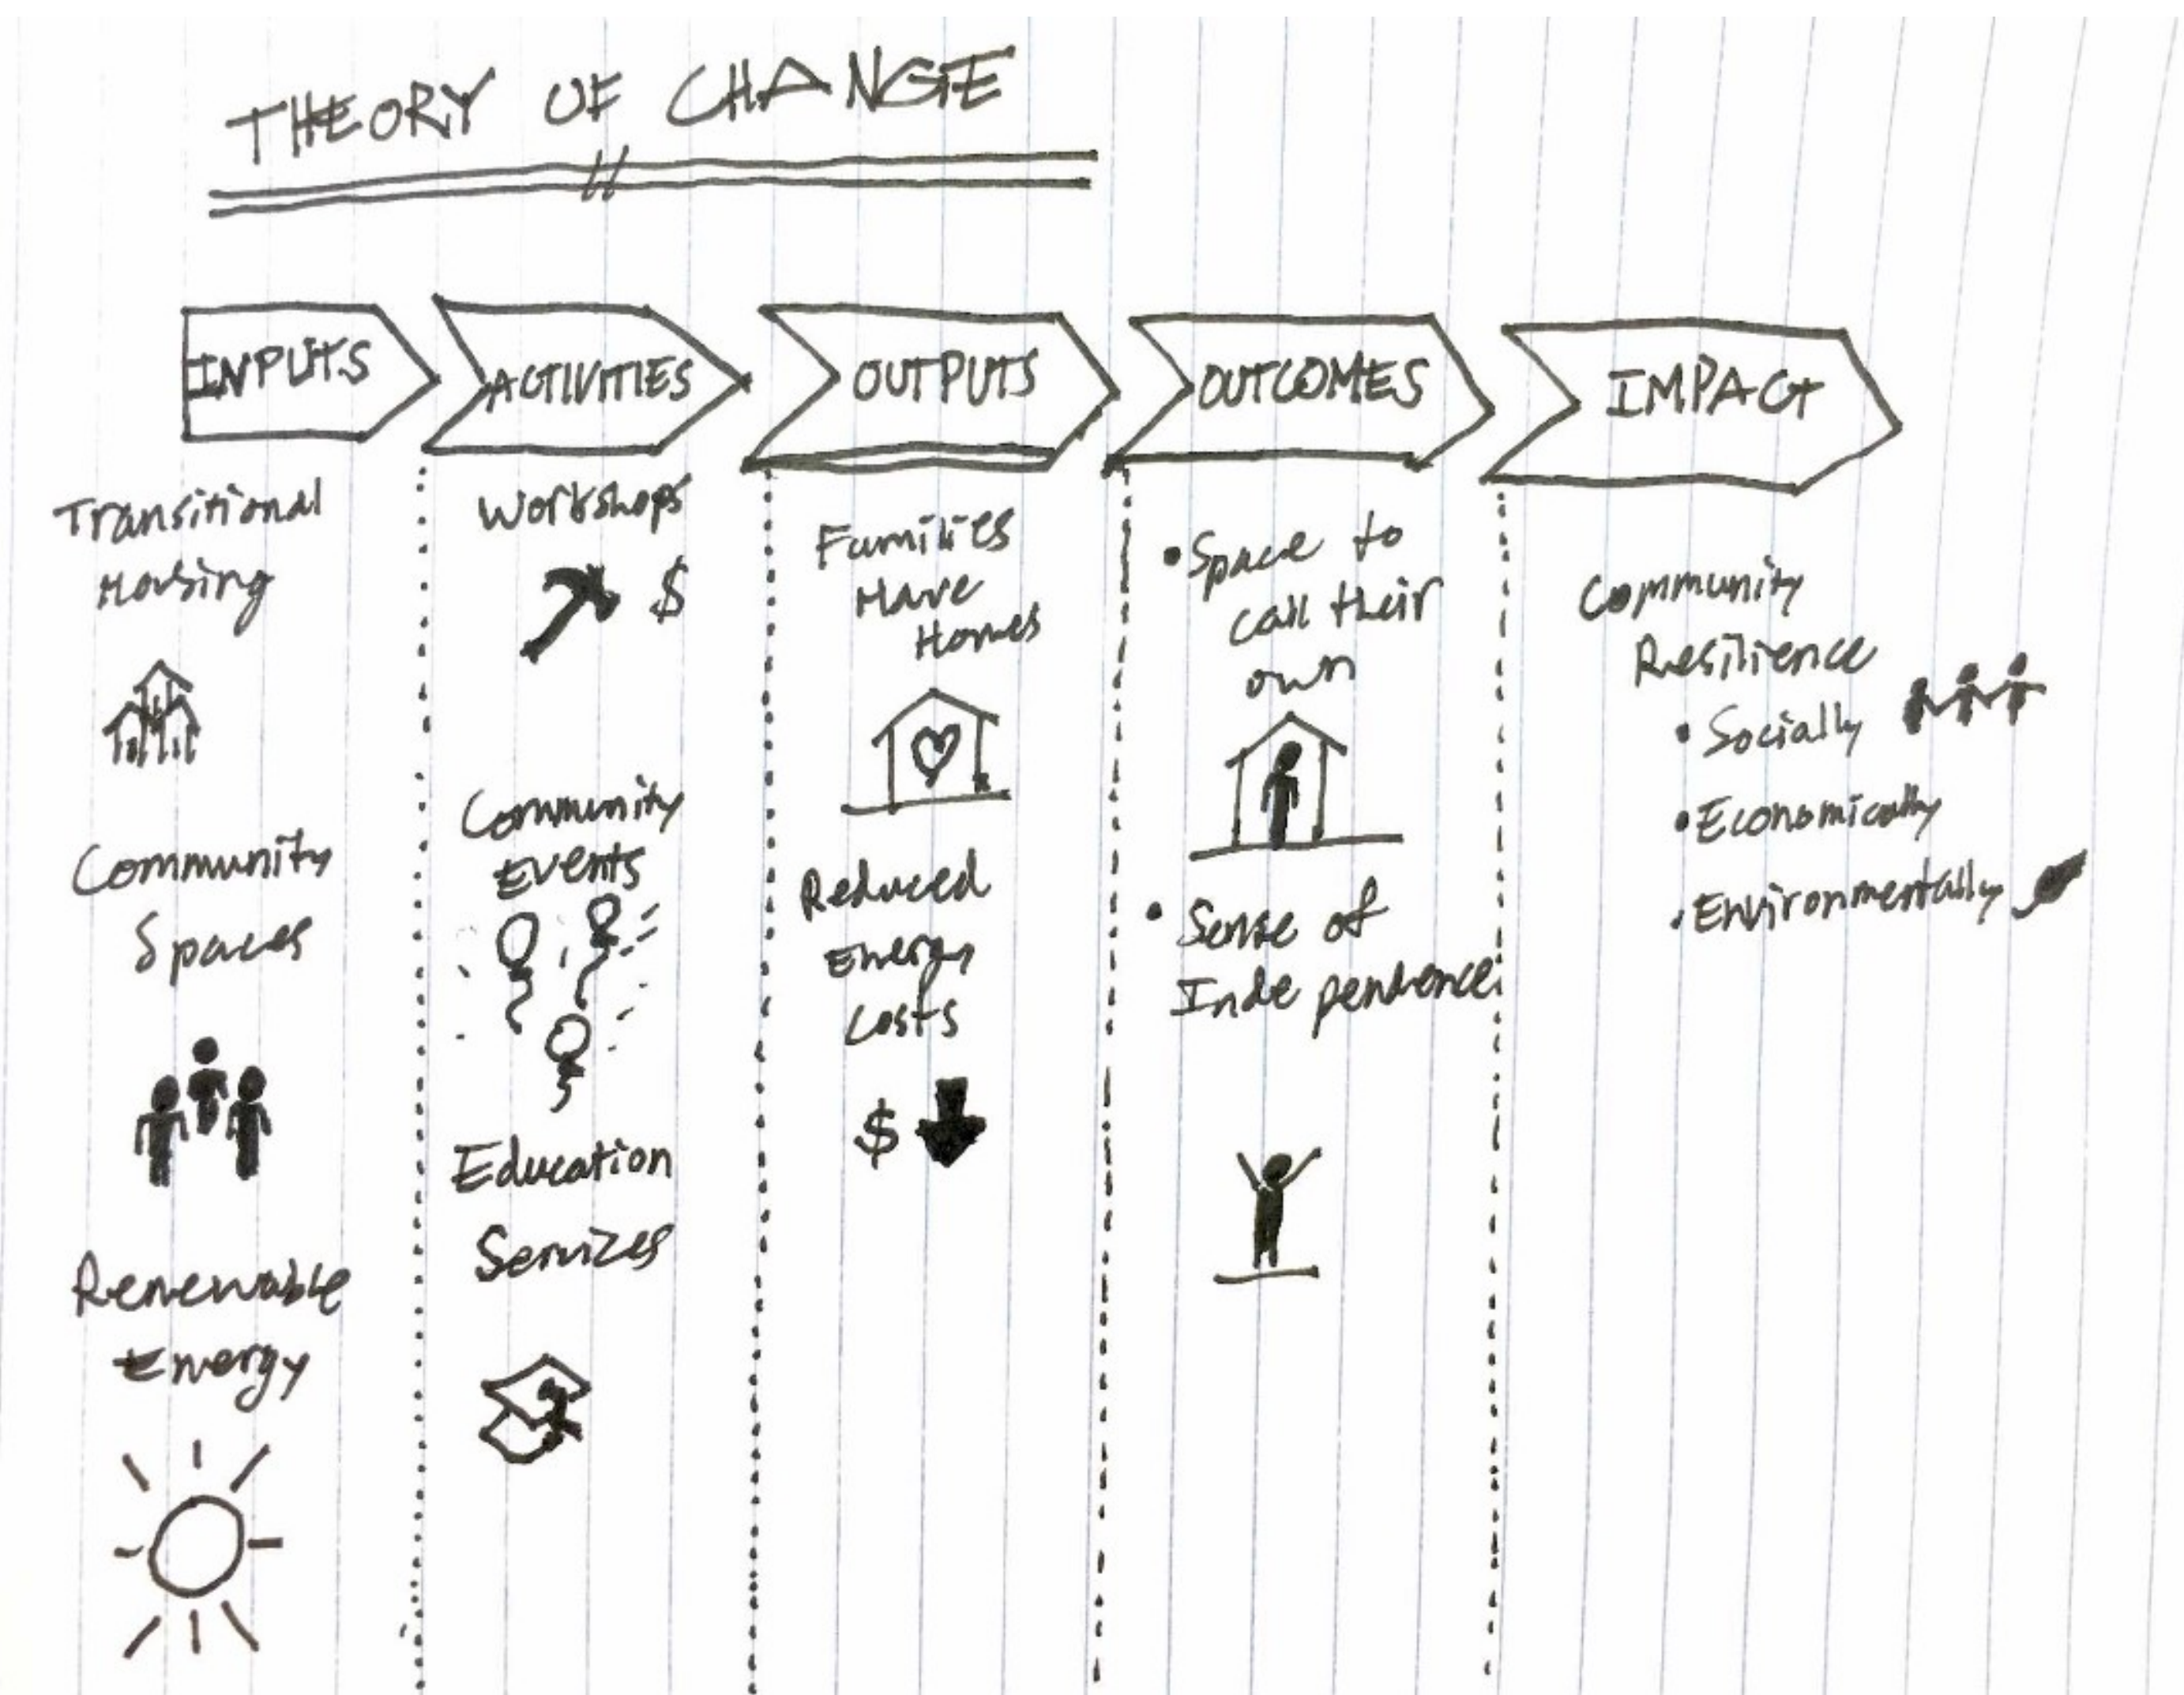 THEORY OF CHANGE
INPUTS
ACTIVITIES
OUTPUTS
OUTCOMES
IMPACT
Transitional
Housing
Community
Spaces
Renewable
Energy
Workshops
$
Community
Events
Education
Services
Families
Have
Homes
Reduced
Energy
Costs
$
• Space to
call their
own
• Sense of
Independence
Community
Resilience
• Socially
• Economically
• Environmentally